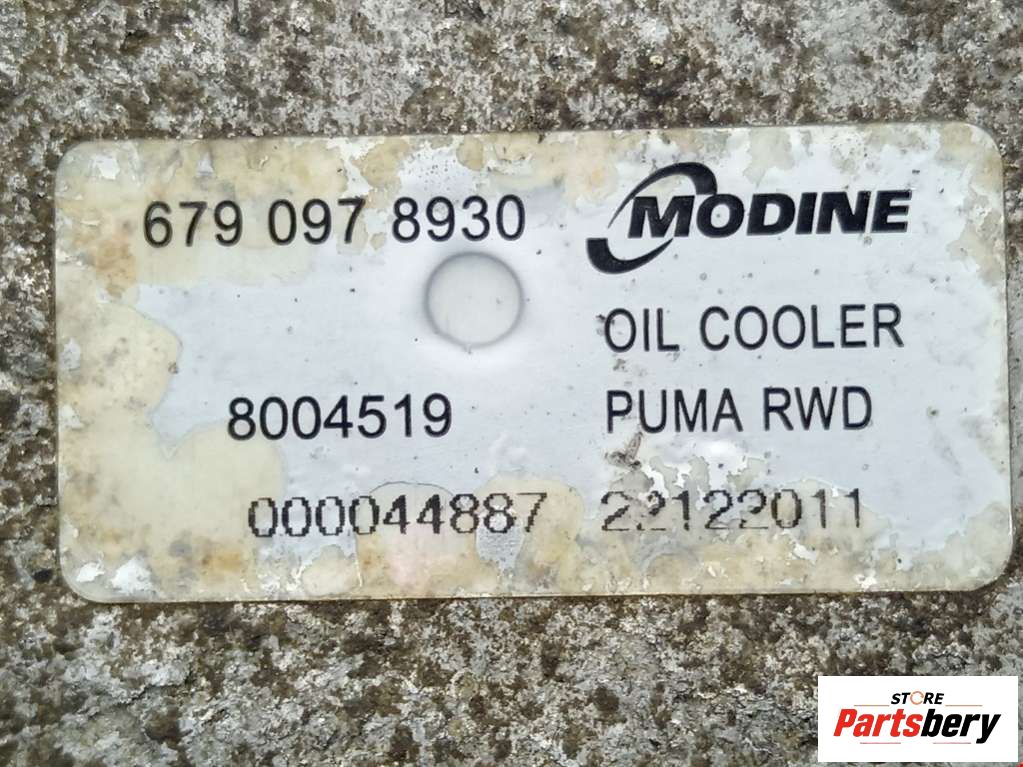 679 097 8930
MODINE
OIL COOLER
8004519
PUMA RWD
000044887 22122011
STORE
Partsbery